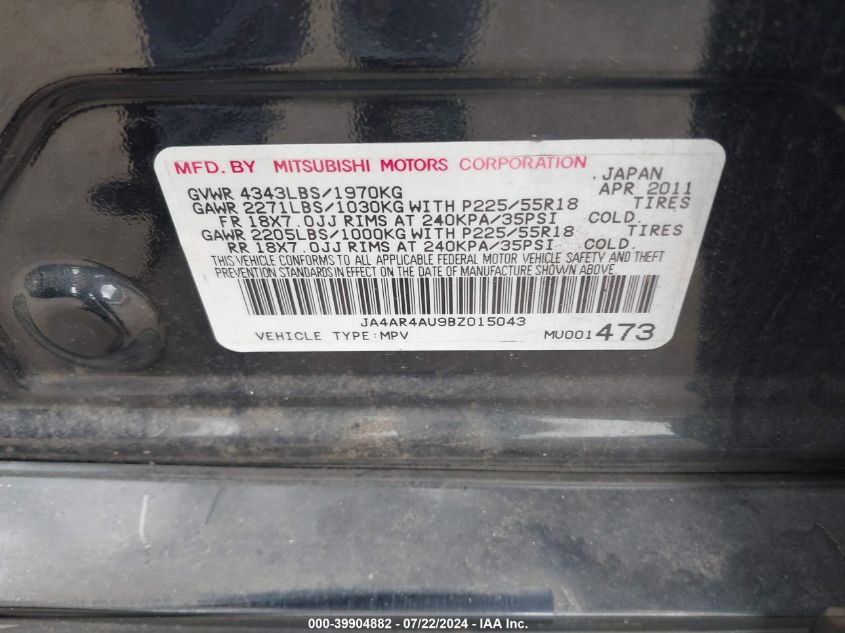 MFD. BY MITSUBISHI MOTORS CORPORATION , JAPAN
GVWR 4343LBS/1970KG APR 2011
GAWR 2271LBS/1030KG WITH P225/55R18 TIRES
FR 18X7.0JJ RIMS AT 240KPA/35PSI COLD.
GAWR 2205LBS/1000KG WITH P225/55R18 TIRES
RR 18X7.0JJ RIMS AT 240KPA/35PSI COLD.
THIS VEHICLE CONFORMS TO ALL APPLICABLE FEDERAL MOTOR VEHICLE SAFETY AND THEFT
PREVENTION STANDARDS IN EFFECT ON THE DATE OF MANUFACTURE SHOWN ABOVE.
JA4AR4AU9BZ015043
VEHICLE TYPE:MPV MU001473
000-39904882 - 07/22/2024 - WWW.IAAI.COM